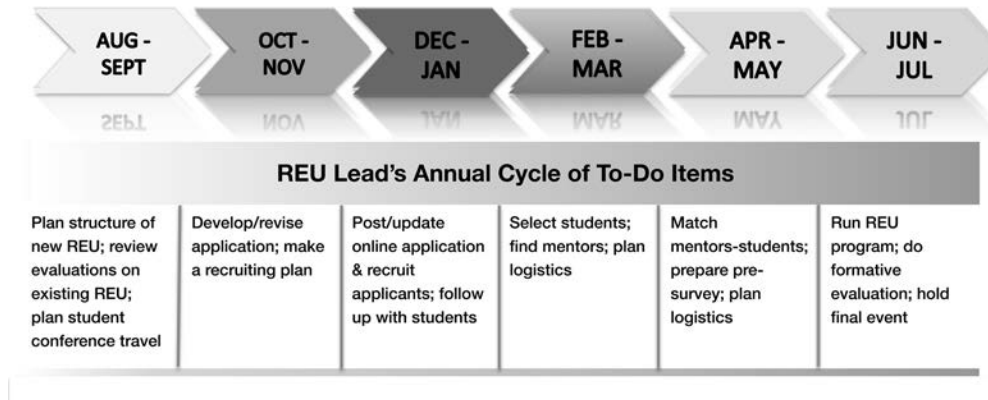 AUG -
SEPT
OCT -
NOV
DEC -
JAN
FEB -
MAR
APR -
MAY
JUN -
JUL
REU Lead's Annual Cycle of To-Do Items
Plan structure of
new REU; review
evaluations on
existing REU;
plan student
conference travel
Develop/revise
application; make
a recruiting plan
Post/update
online application
& recruit
applicants; follow
up with students
Select students;
find mentors; plan
logistics
Match
mentors-students;
prepare pre-
survey; plan
logistics
Run REU
program; do
formative
evaluation; hold
final event